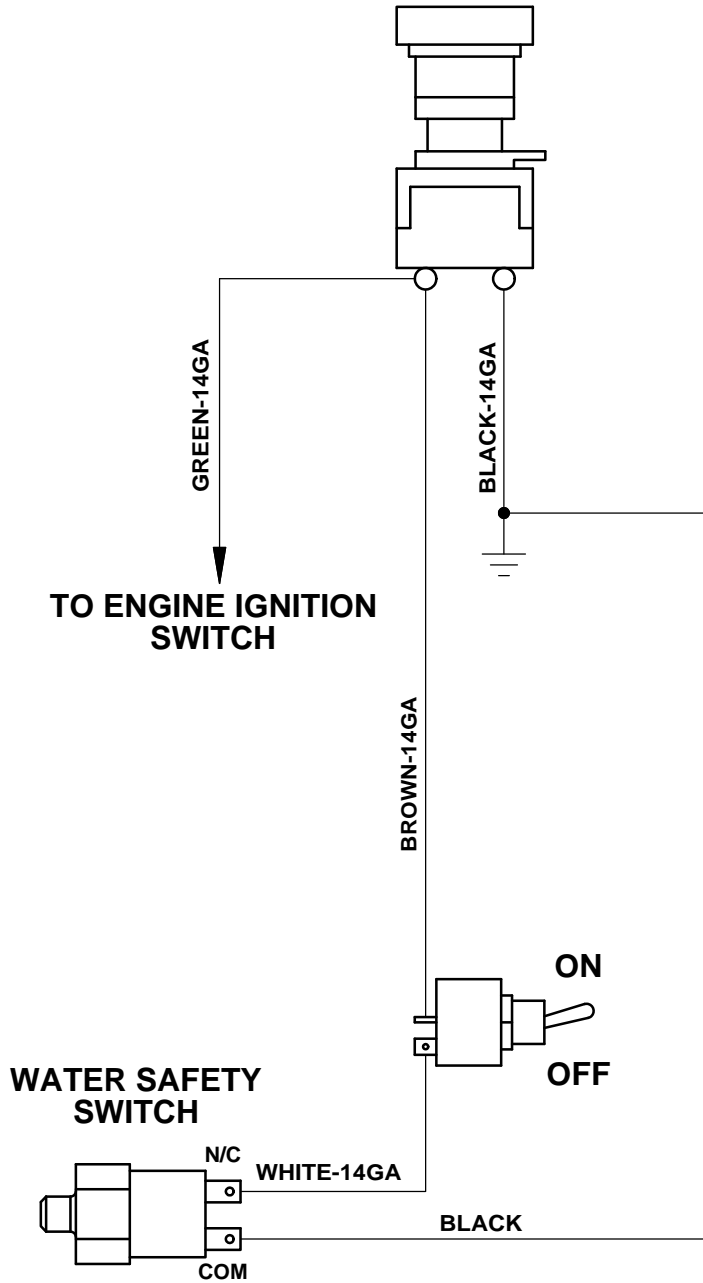 GREEN-14GA
BLACK-14GA
TO ENGINE IGNITION
SWITCH
BROWN-14GA
ON
OFF
WATER SAFETY
SWITCH
N/C
WHITE-14GA
BLACK
COM